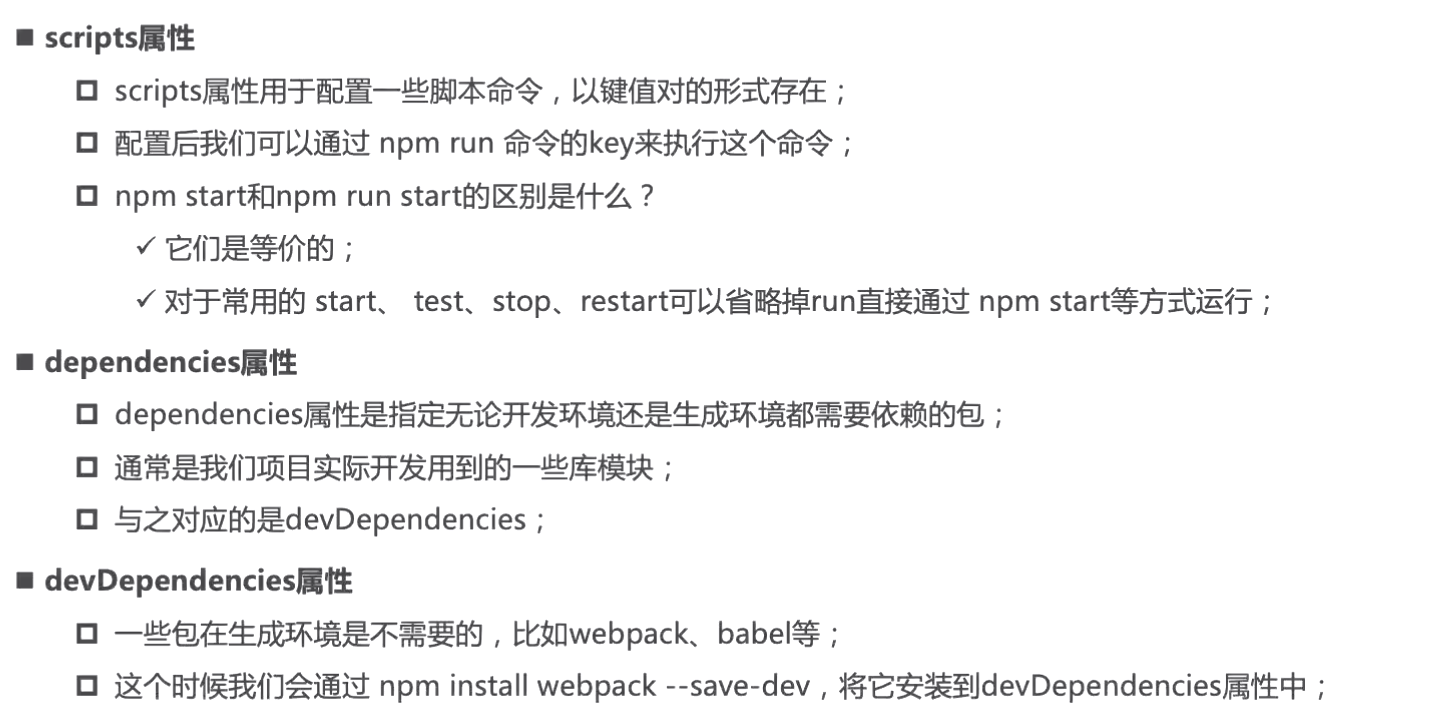 ■ scripts属性
□ scripts属性用于配置一些脚本命令，以键值对的形式存在；
□ 配置后我们可以通过 npm run 命令的key来执行这个命令；
□ npm start和npm run start的区别是什么？
✓ 它们是等价的；
✓ 对于常用的 start、 test、stop、restart可以省略掉run直接通过 npm start等方式运行；
■ dependencies属性
□ dependencies属性是指定无论开发环境还是生成环境都需要依赖的包；
□ 通常是我们项目实际开发用到的一些库模块；
□ 与之对应的是devDependencies；
■ devDependencies属性
□ 一些包在生成环境是不需要的，比如webpack、babel等；
□ 这个时候我们会通过 npm install webpack --save-dev，将它安装到devDependencies属性中；